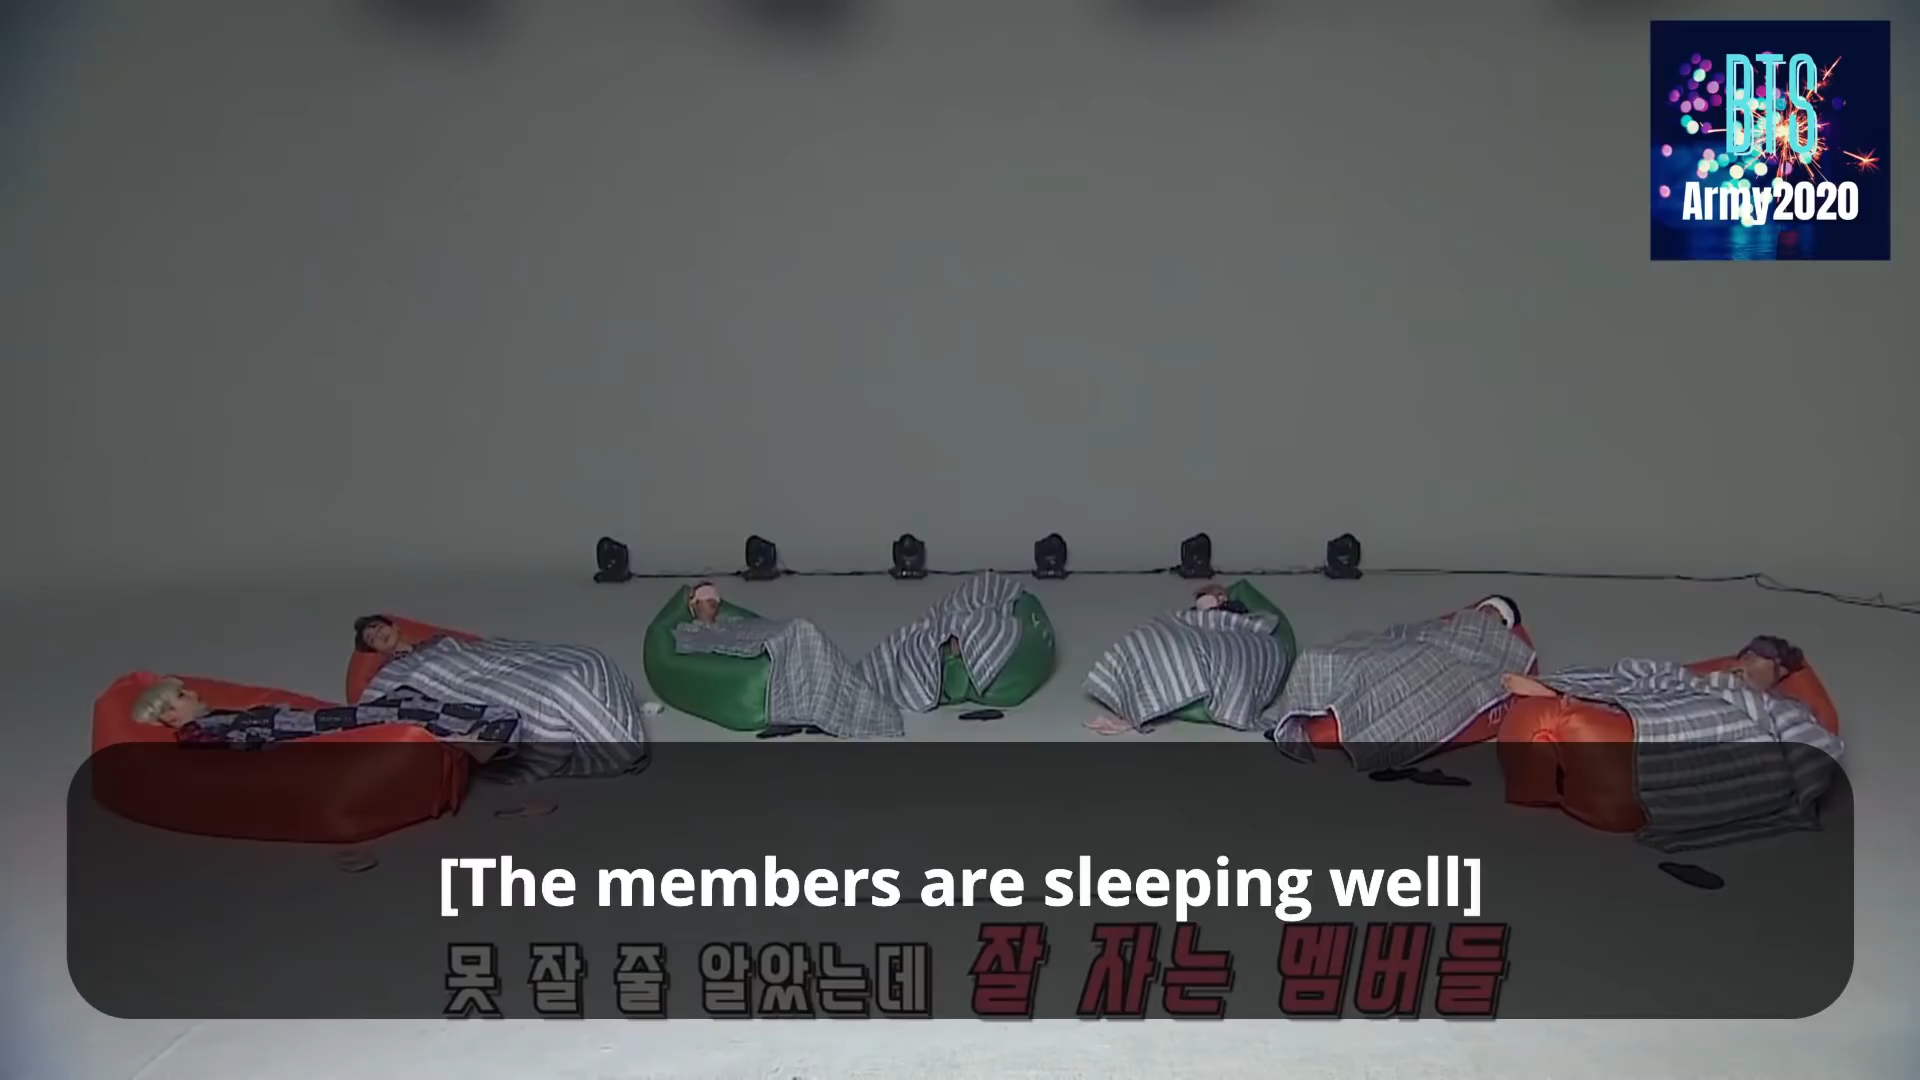 BTS
Army2020
[The members are sleeping well]
못 잘 줄 알았는데 잘 자는 멤버들